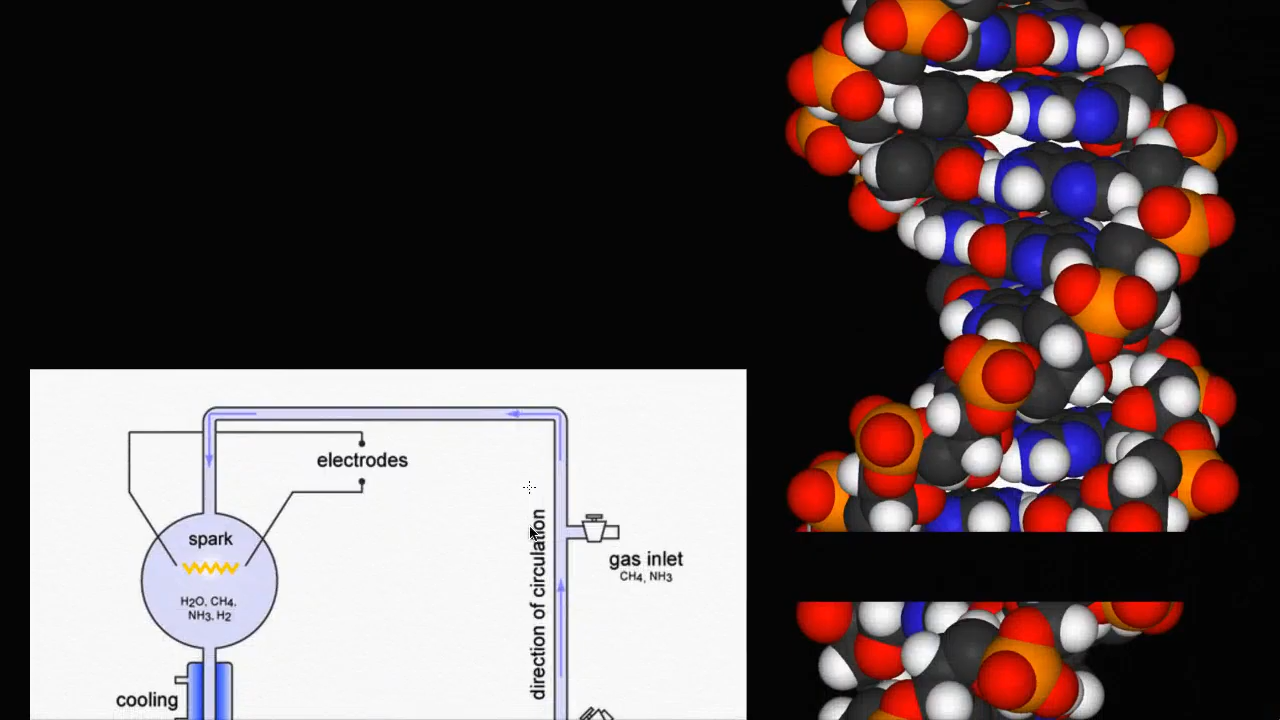 electrodes
spark
H2O, CH4,
NH3, H2
direction of circulation
gas inlet
CH4, NH3
cooling